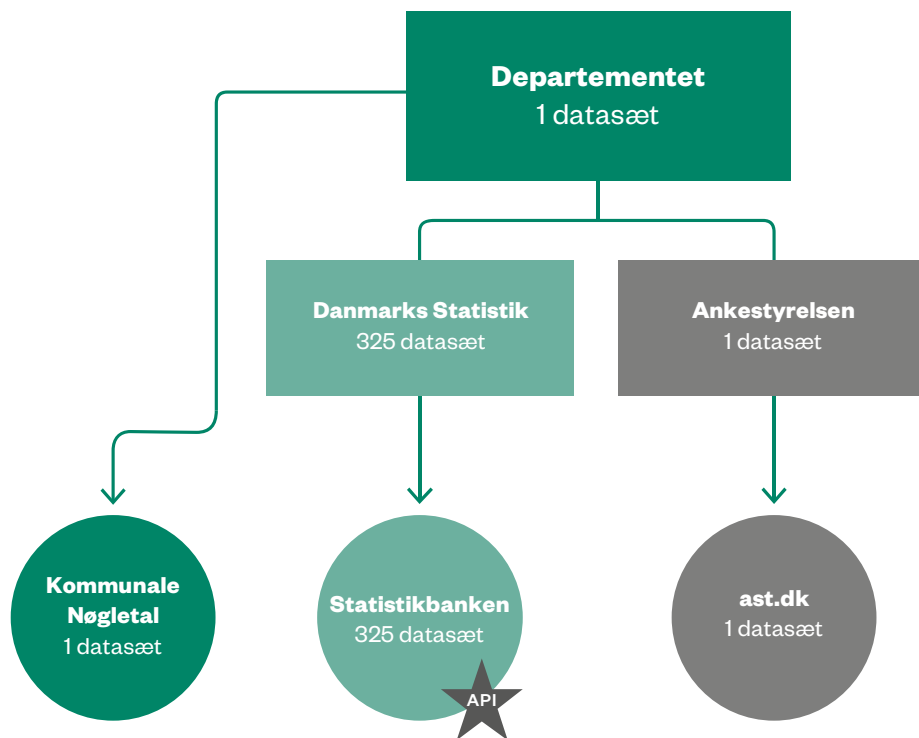 Departementet
1 datasæt
Danmarks Statistik
325 datasæt
Ankestyrelsen
1 datasæt
Kommunale
Nøgletal
1 datasæt
Statistikbanken
325 datasæt
API
ast.dk
1 datasæt